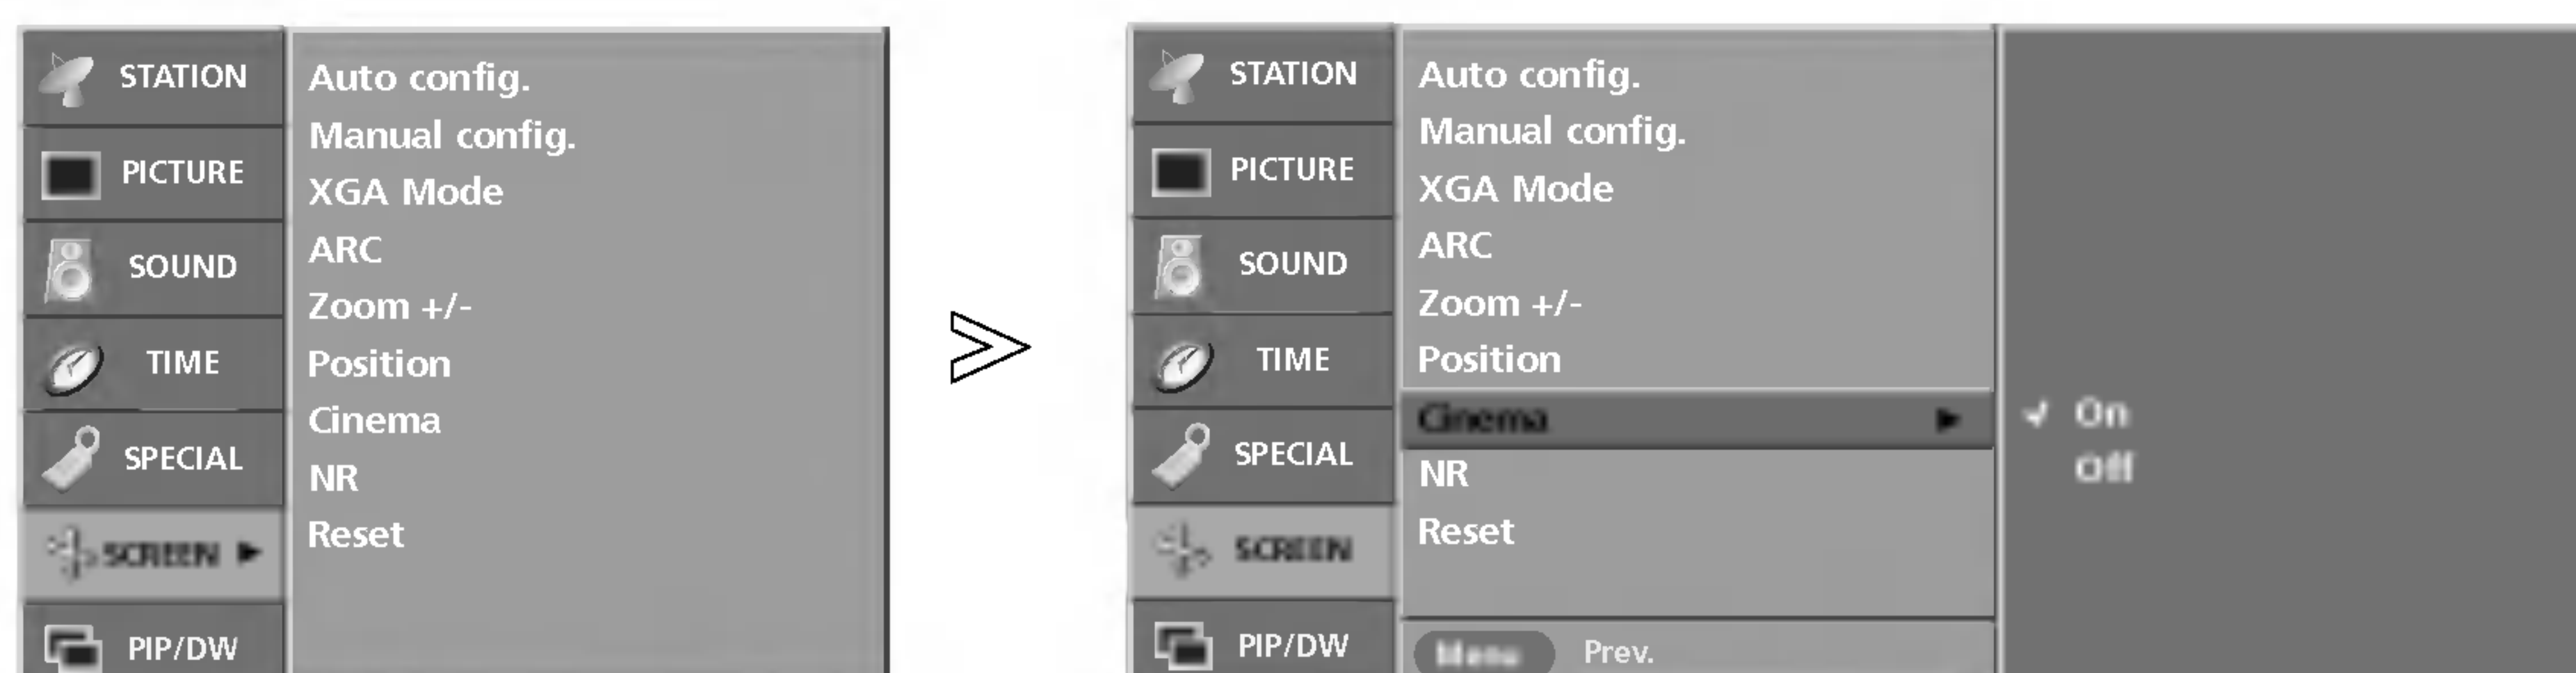 STATION
PICTURE
SOUND
TIME
SPECIAL
SCREEN
PIP/DW
Auto config.
Manual config.
XGA Mode
ARC
Zoom +/-
Position
Cinema
NR
Reset
STATION
PICTURE
SOUND
TIME
SPECIAL
SCREEN
PIP/DW
Auto config.
Manual config.
XGA Mode
ARC
Zoom +/-
Position
Cinema
NR
Reset
Menu Prev.
On
Off